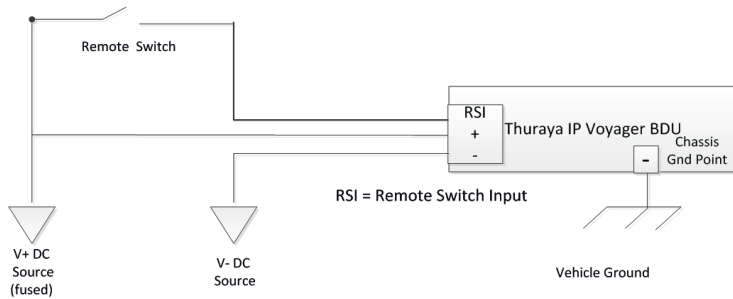 Remote Switch
RSI
+
-
Thuraya IP Voyager BDU
Chassis
Gnd Point
-
RSI = Remote Switch Input
V+ DC
Source
(fused)
V- DC
Source
Vehicle Ground